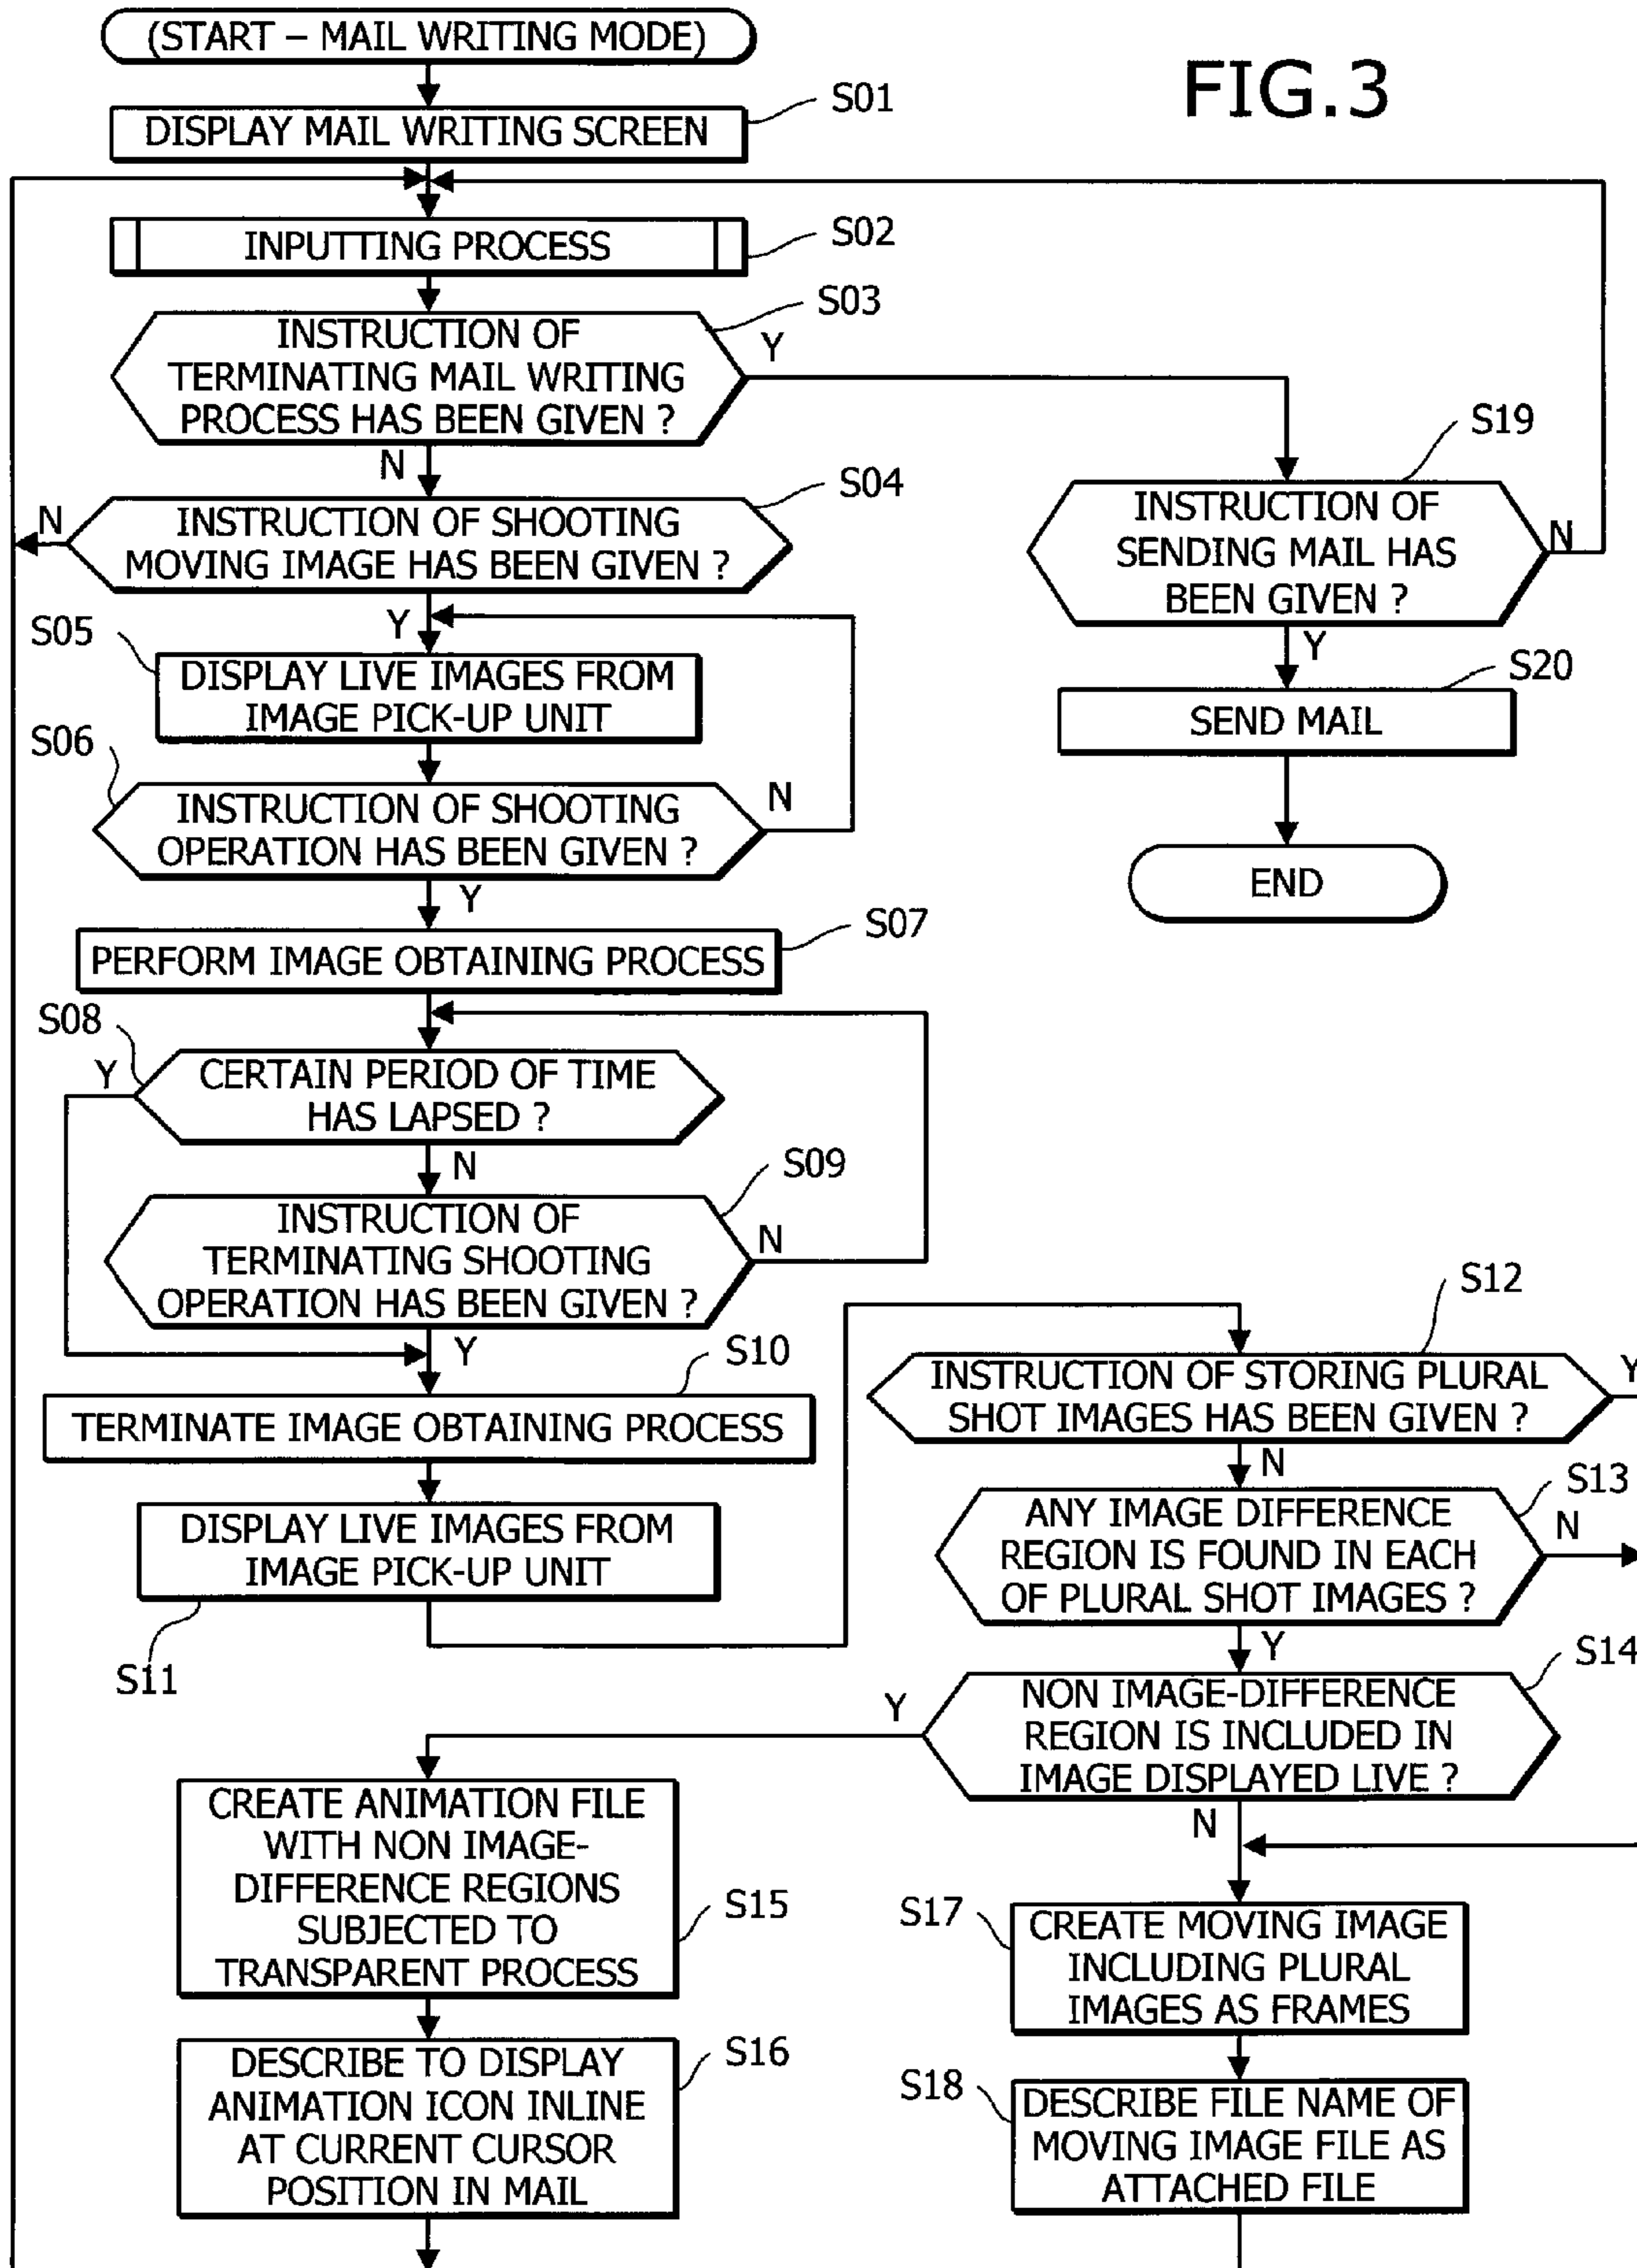 (START – MAIL WRITING MODE)
FIG.3
S01
DISPLAY MAIL WRITING SCREEN
S02
INPUTTING PROCESS
S03
INSTRUCTION OF
TERMINATING MAIL WRITING
PROCESS HAS BEEN GIVEN ?
Y
N
S04
INSTRUCTION OF SHOOTING
MOVING IMAGE HAS BEEN GIVEN ?
N
Y
S05
DISPLAY LIVE IMAGES FROM
IMAGE PICK-UP UNIT
S06
INSTRUCTION OF SHOOTING
OPERATION HAS BEEN GIVEN ?
N
Y
S07
PERFORM IMAGE OBTAINING PROCESS
S08
CERTAIN PERIOD OF TIME
HAS LAPSED ?
Y
N
S09
INSTRUCTION OF
TERMINATING SHOOTING
OPERATION HAS BEEN GIVEN ?
N
Y
S10
TERMINATE IMAGE OBTAINING PROCESS
DISPLAY LIVE IMAGES FROM
IMAGE PICK-UP UNIT
S11
S19
INSTRUCTION OF
SENDING MAIL HAS
BEEN GIVEN ?
N
Y
S20
SEND MAIL
END
S12
INSTRUCTION OF STORING PLURAL
SHOT IMAGES HAS BEEN GIVEN ?
Y
N
S13
ANY IMAGE DIFFERENCE
REGION IS FOUND IN EACH
OF PLURAL SHOT IMAGES ?
N
Y
S14
NON IMAGE-DIFFERENCE
REGION IS INCLUDED IN
IMAGE DISPLAYED LIVE ?
Y
N
CREATE ANIMATION FILE
WITH NON IMAGE-
DIFFERENCE REGIONS
SUBJECTED TO
TRANSPARENT PROCESS
S15
DESCRIBE TO DISPLAY
ANIMATION ICON INLINE
AT CURRENT CURSOR
POSITION IN MAIL
S16
S17
CREATE MOVING IMAGE
INCLUDING PLURAL
IMAGES AS FRAMES
S18
DESCRIBE FILE NAME OF
MOVING IMAGE FILE AS
ATTACHED FILE